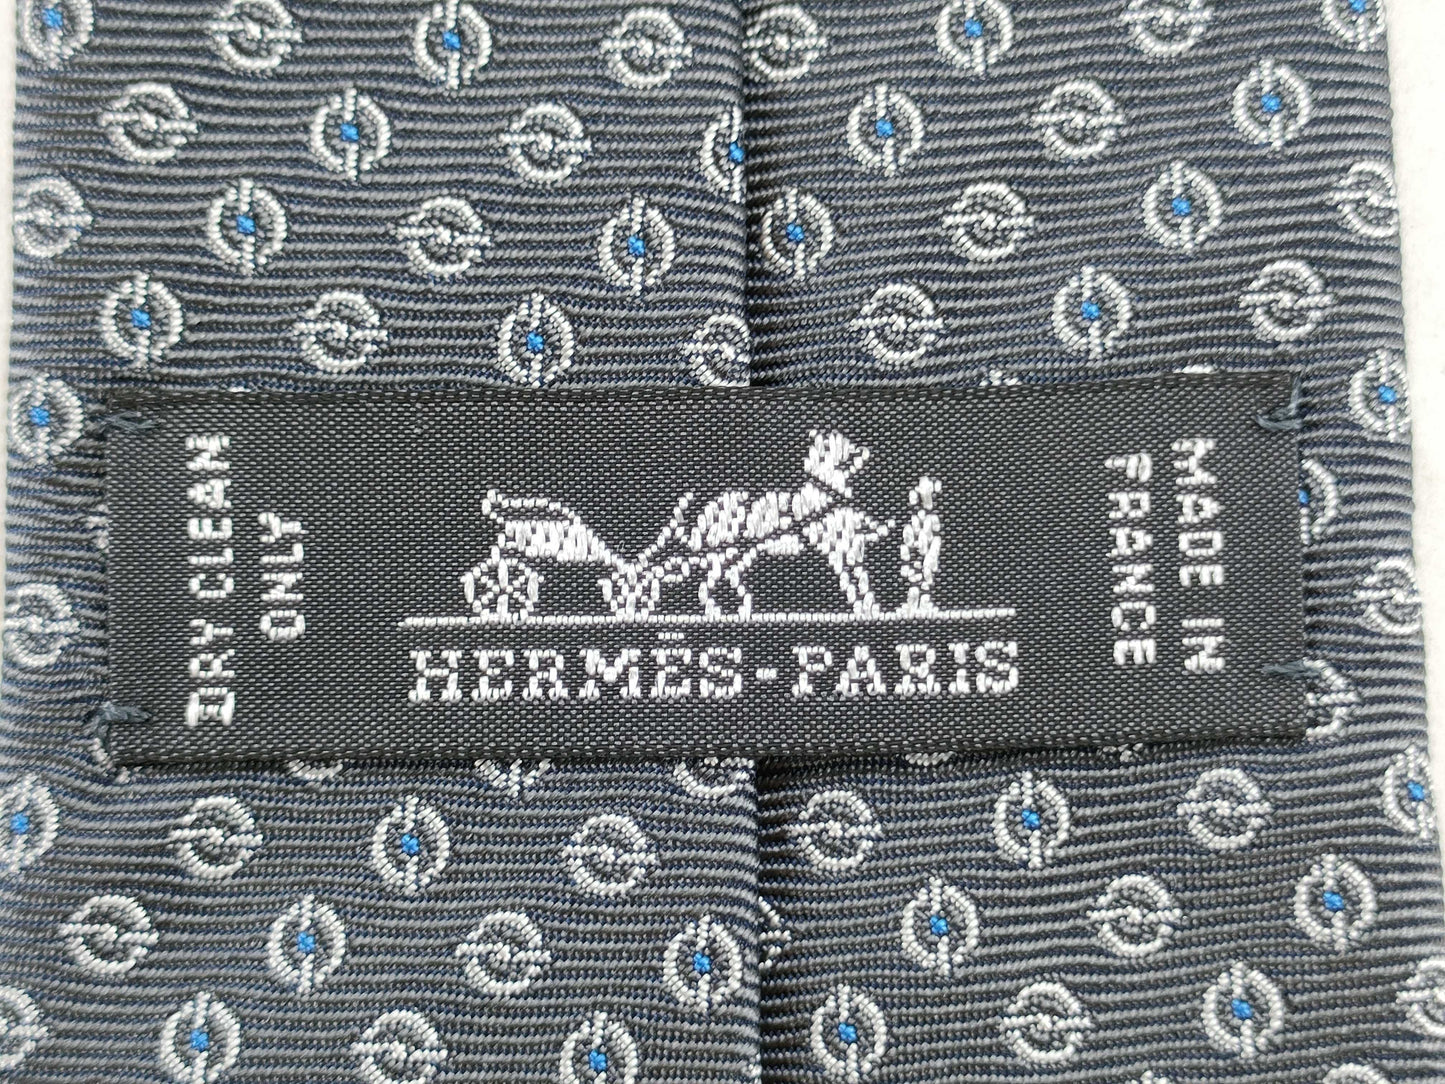 DRY CLEAN
ONLY
HERMÈS-PARIS
MADE IN
FRANCE